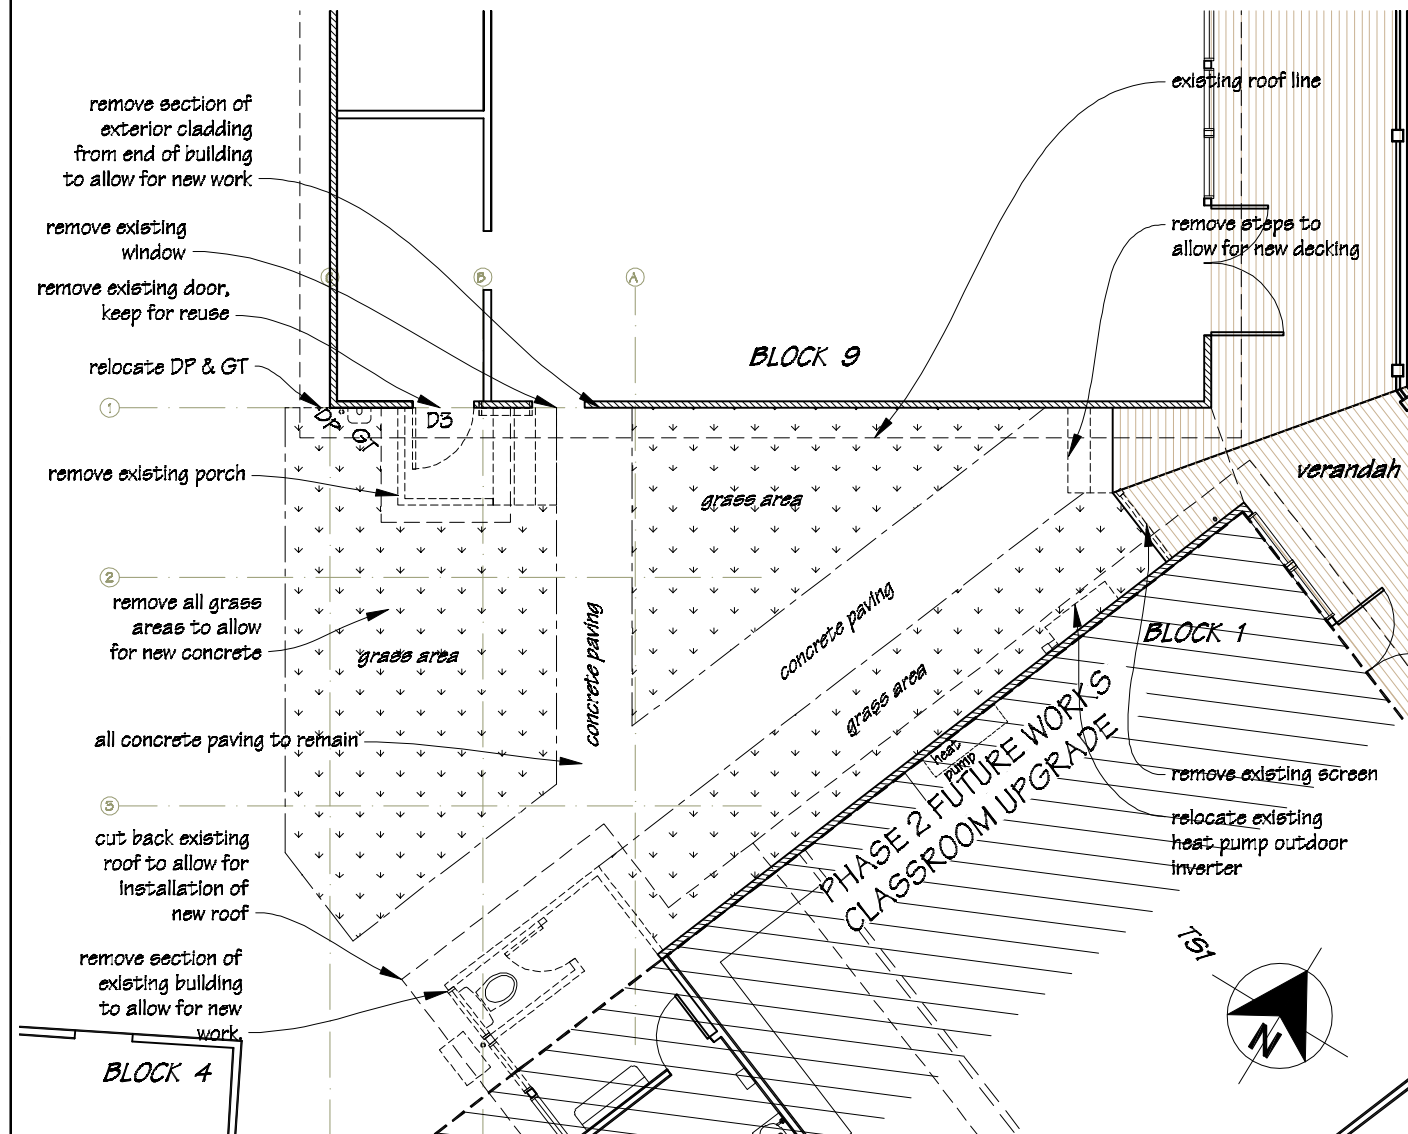 existing roof line
remove section of
exterior cladding
from end of building
to allow for new work
remove steps to
allow for new decking
remove existing
window
C
B
A
remove existing door,
keep for reuse
BLOCK 9
relocate DP & GT
1
DP
GT
D3
remove existing porch
grass area
verandah
2
remove all grass
areas to allow
for new concrete
grass area
concrete paving
concrete paving
grass area
BLOCK 1
all concrete paving to remain
heat
pump
PHASE 2 FUTURE WORKS
CLASSROOM UPGRADE
remove existing screen
relocate existing
heat pump outdoor
inverter
3
cut back existing
roof to allow for
installation of
new roof
remove section of
existing building
to allow for new
work.
TS1
N
BLOCK 4